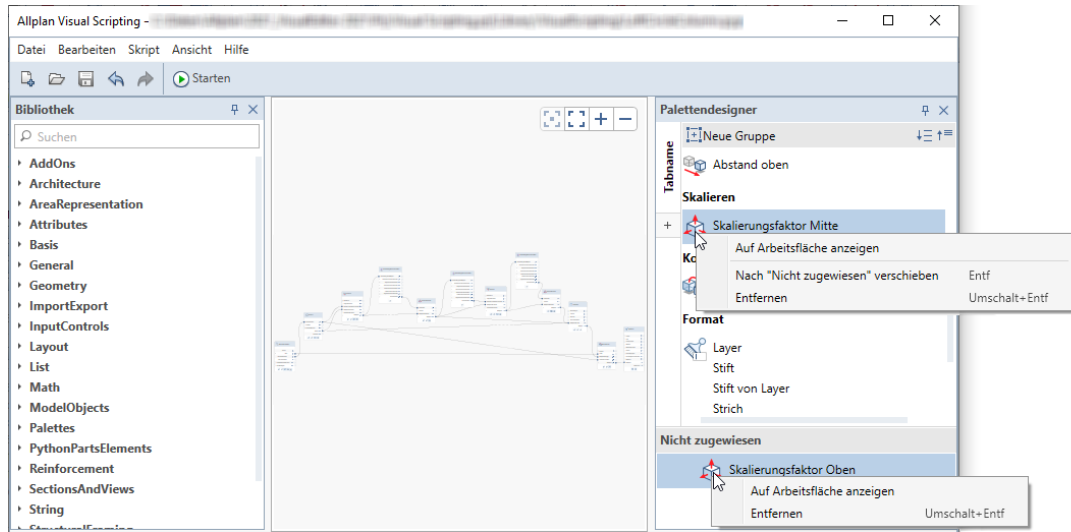 Allplan Visual Scripting -
Datei Bearbeiten Skript Ansicht Hilfe
Starten
Bibliothek
Suchen
AddOns
Architecture
AreaRepresentation
Attributes
Basis
General
Geometry
ImportExport
InputControls
Layout
List
Math
ModelObjects
Palettes
PythonPartsElements
Reinforcement
SectionsAndViews
String
StructuralFraming
Palettendesigner
Tabname
Neue Gruppe
Abstand oben
Skalieren
+ Skalierungsfaktor Mitte
Auf Arbeitsfläche anzeigen
Ko
Nach "Nicht zugewiesen" verschieben Entf
Entfernen Umschalt+Entf
Format
Layer
Stift
Stift von Layer
Strich
Nicht zugewiesen
Skalierungsfaktor Oben
Auf Arbeitsfläche anzeigen
Entfernen Umschalt+Entf